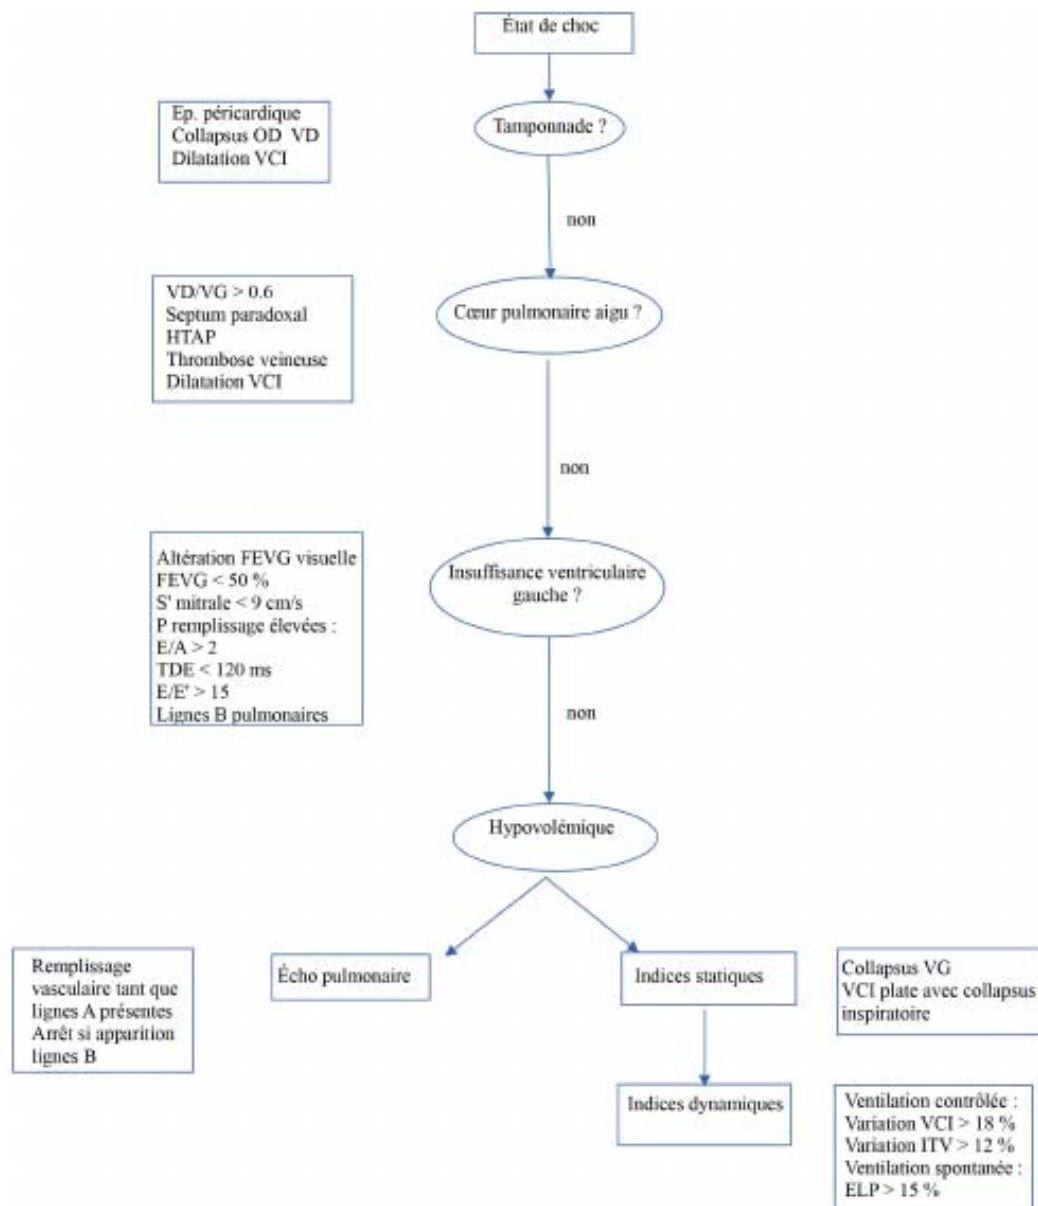 État de choc
Ep. péricardique
Collapsus OD VD
Dilatation VCI
Tamponnade ?
non
VD/VG > 0.6
Septum paradoxal
HTAP
Thrombose veineuse
Dilatation VCI
Cœur pulmonaire aigu ?
non
Altération FEVG visuelle
FEVG < 50 %
S' mitrale < 9 cm/s
P remplissage élevées :
E/A > 2
TDE < 120 ms
E/E' > 15
Lignes B pulmonaires
Insuffisance ventriculaire
gauche ?
non
Hypovolémique
Remplissage
vasculaire tant que
lignes A présentes
Arrêt si apparition
lignes B
Écho pulmonaire
Indices statiques
Collapsus VG
VCI plate avec collapsus
inspiratoire
Indices dynamiques
Ventilation contrôlée :
Variation VCI > 18 %
Variation ITV > 12 %
Ventilation spontanée :
ELP > 15 %